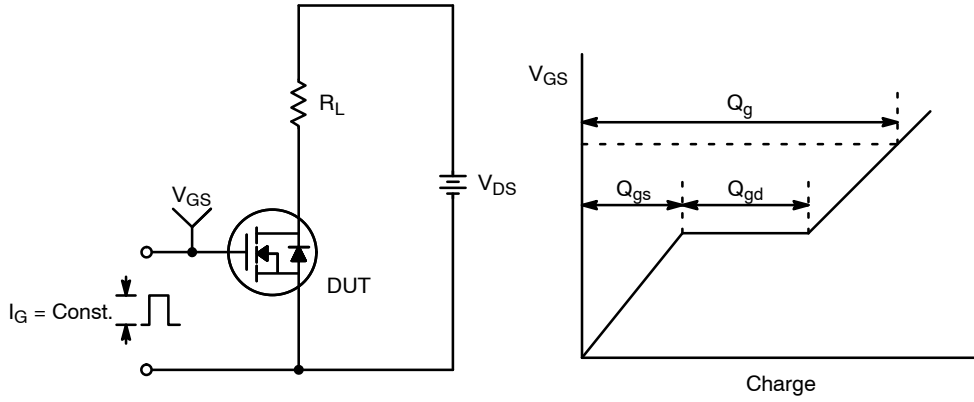 R_L
V_GS
V_DS
DUT
I_G = Const.
V_GS
Q_g
Q_gs
Q_gd
Charge